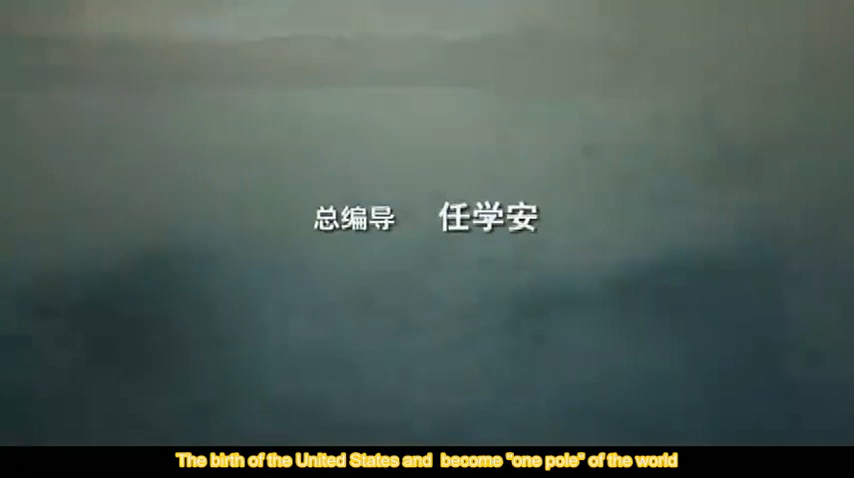 总编导 任学安
The birth of the United States and  become "one pole" of the world